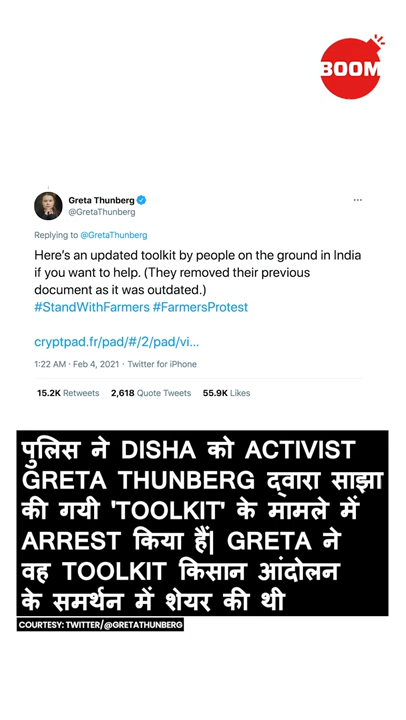 BOOM
Greta Thunberg
@GretaThunberg
Replying to @GretaThunberg
Here's an updated toolkit by people on the ground in India
if you want to help. (They removed their previous
document as it was outdated.)
#StandWithFarmers #FarmersProtest
cryptpad.fr/pad/#/2/pad/vi...
1:22 AM · Feb 4, 2021 · Twitter for iPhone
15.2K Retweets 2,618 Quote Tweets 55.9K Likes
पुलिस ने DISHA को ACTIVIST
GRETA THUNBERG द्वारा साझा
की गयी 'TOOLKIT' के मामले में
ARREST किया हैं| GRETA ने
वह TOOLKIT किसान आंदोलन
के समर्थन में शेयर की थी
COURTESY: TWITTER/@GRETATHUNBERG